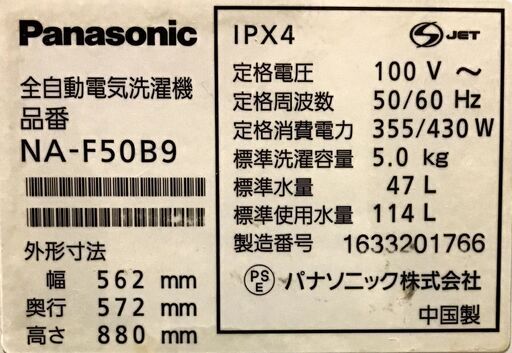 Panasonic
全自動電気洗濯機
品番
NA-F50B9
外形寸法
幅 562 mm
奥行 572 mm
高さ 880 mm
IPX4
S JET
定格電圧 100 V ～
定格周波数 50/60 Hz
定格消費電力 355/430 W
標準洗濯容量 5.0 kg
標準水量 47 L
標準使用水量 114 L
製造番号 1633201766
PSE パナソニック株式会社
中国製